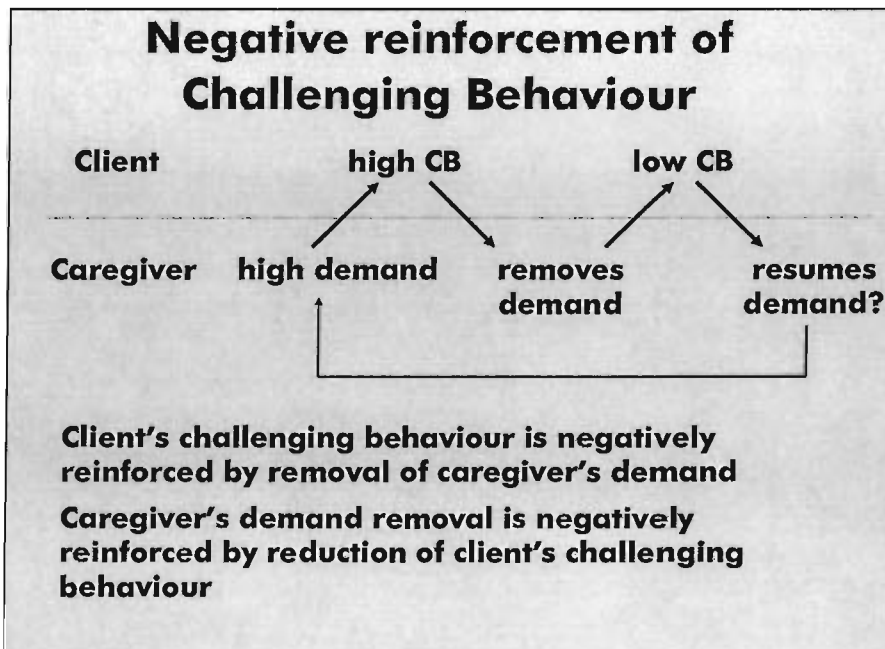 Negative reinforcement of
Challenging Behaviour
Client high CB low CB
Caregiver high demand removes resumes
demand demand?
Client's challenging behaviour is negatively
reinforced by removal of caregiver's demand
Caregiver's demand removal is negatively
reinforced by reduction of client's challenging
behaviour